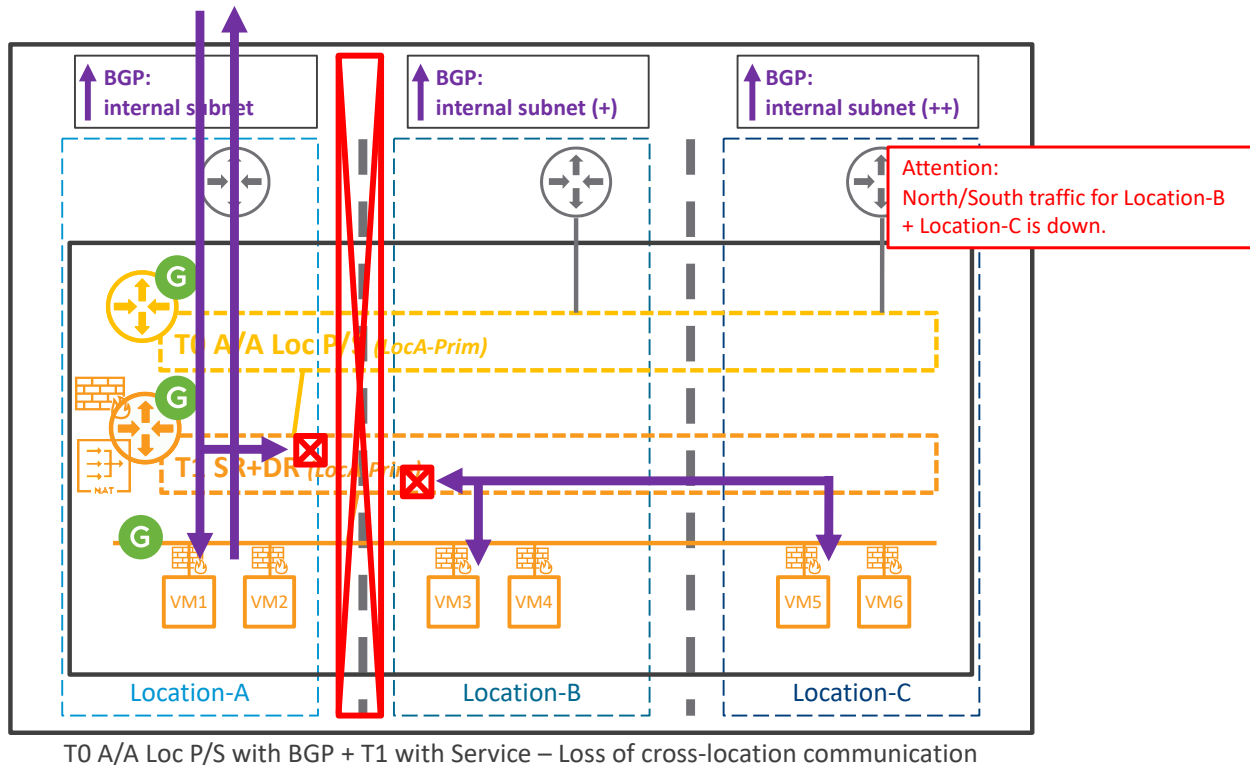 BGP:
internal subnet
BGP:
internal subnet (+)
BGP:
internal subnet (++)
Attention:
North/South traffic for Location-B
+ Location-C is down.
G
T0 A/A Loc P/S (LocA-Prim)
G
T1 SR+DR (LocA-Prim)
NAT
G
VM1
VM2
VM3
VM4
VM5
VM6
Location-A
Location-B
Location-C
T0 A/A Loc P/S with BGP + T1 with Service – Loss of cross-location communication